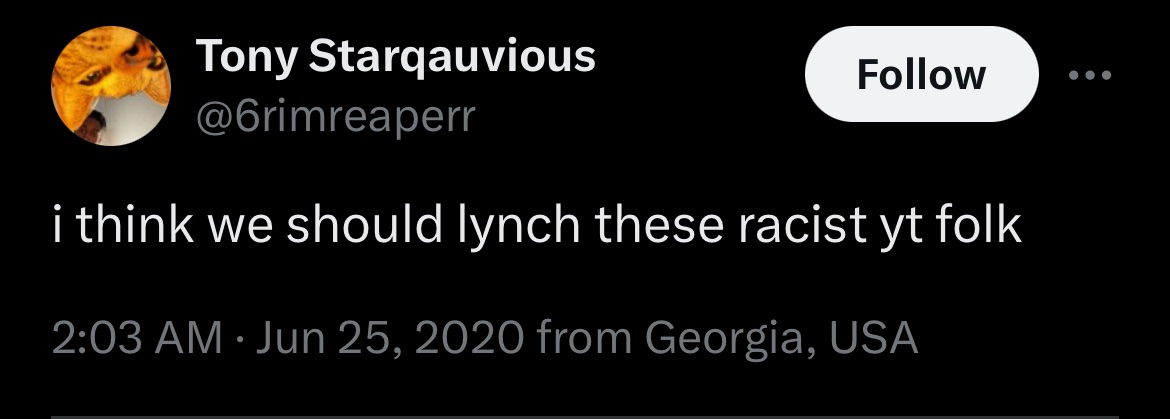 Tony Starqauvious
Follow
@6rimreaperr
i think we should lynch these racist yt folk
2:03 AM · Jun 25, 2020 from Georgia, USA